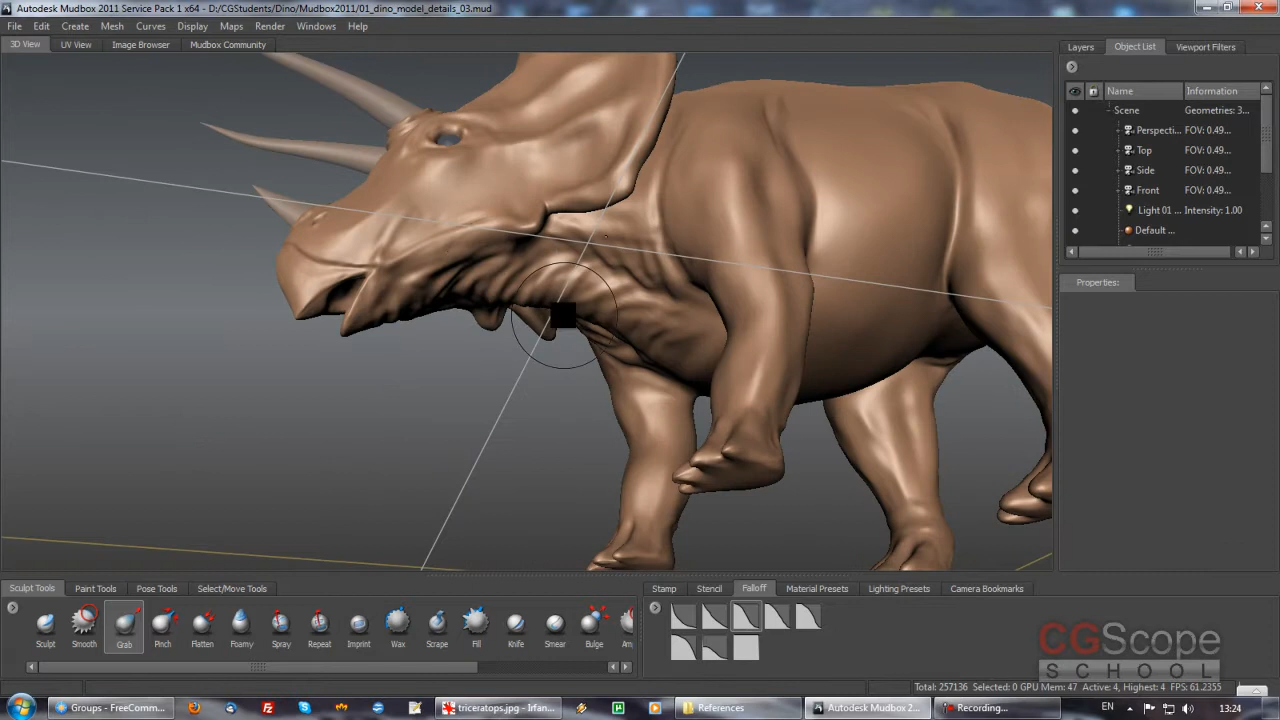 Autodesk Mudbox 2011 Service Pack 1 x64 - D:/CGStudents/Dino/Mudbox2011/01_dino_model_details_03.mud
File Edit Create Mesh Curves Display Maps Render Windows Help
3D View UV View Image Browser Mudbox Community
Layers Object List Viewport Filters
Name Information
Scene Geometries: 3...
Perspecti... FOV: 0.49...
Top FOV: 0.49...
Side FOV: 0.49...
Front FOV: 0.49...
Light 01 ... Intensity: 1.00
Default ...
Properties:
Sculpt Tools Paint Tools Pose Tools Select/Move Tools
Stamp Stencil Falloff Material Presets Lighting Presets Camera Bookmarks
Sculpt Smooth Grab Pinch Flatten Foamy Spray Repeat Imprint Wax Scrape Fill Knife Smear Bulge Am
CGScope
SCHOOL
Total: 257136 Selected: 0 GPU Mem: 47 Active: 4, Highest: 4 FPS: 61.2355
Groups - FreeComm... triceratops.jpg - Irfan... References Autodesk Mudbox 2... Recording... EN 13:24